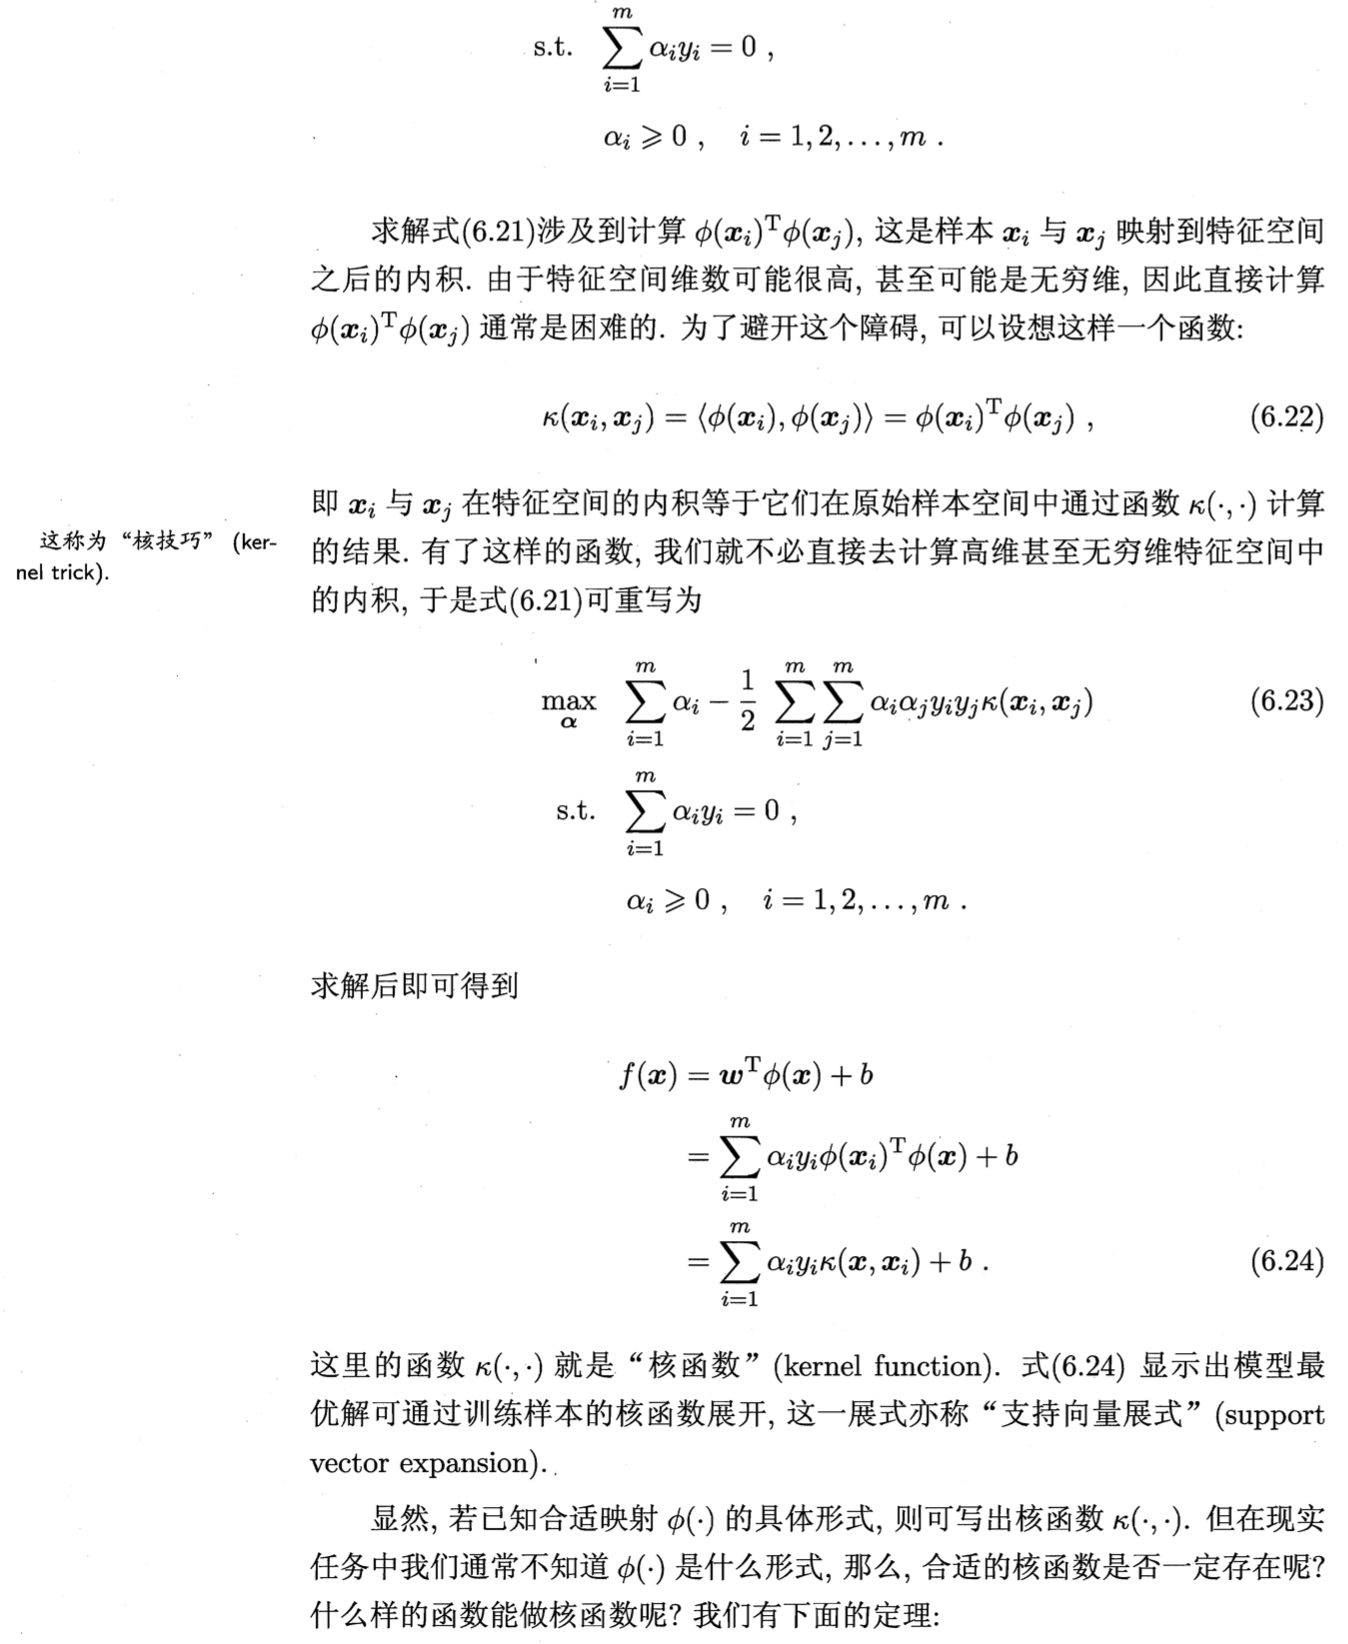 s.t. $\sum_{i=1}^{m} \alpha_i y_i = 0$ ,
$\alpha_i \geqslant 0$ , $i = 1, 2, \ldots, m$ .
求解式(6.21)涉及到计算 $\phi(\boldsymbol{x}_i)^{\mathrm{T}}\phi(\boldsymbol{x}_j)$, 这是样本 $\boldsymbol{x}_i$ 与 $\boldsymbol{x}_j$ 映射到特征空间
之后的内积. 由于特征空间维数可能很高, 甚至可能是无穷维, 因此直接计算
$\phi(\boldsymbol{x}_i)^{\mathrm{T}}\phi(\boldsymbol{x}_j)$ 通常是困难的. 为了避开这个障碍, 可以设想这样一个函数:
$\kappa(\boldsymbol{x}_i, \boldsymbol{x}_j) = \langle \phi(\boldsymbol{x}_i), \phi(\boldsymbol{x}_j) \rangle = \phi(\boldsymbol{x}_i)^{\mathrm{T}}\phi(\boldsymbol{x}_j)$ , (6.22)
即 $\boldsymbol{x}_i$ 与 $\boldsymbol{x}_j$ 在特征空间的内积等于它们在原始样本空间中通过函数 $\kappa(\cdot,\cdot)$ 计算
的结果. 有了这样的函数, 我们就不必直接去计算高维甚至无穷维特征空间中
的内积, 于是式(6.21)可重写为
这称为“核技巧” (ker-
nel trick).
$\max_{\boldsymbol{\alpha}} \sum_{i=1}^{m} \alpha_i - \frac{1}{2} \sum_{i=1}^{m} \sum_{j=1}^{m} \alpha_i \alpha_j y_i y_j \kappa(\boldsymbol{x}_i, \boldsymbol{x}_j)$ (6.23)
s.t. $\sum_{i=1}^{m} \alpha_i y_i = 0$ ,
$\alpha_i \geqslant 0$ , $i = 1, 2, \ldots, m$ .
求解后即可得到
$f(\boldsymbol{x}) = \boldsymbol{w}^{\mathrm{T}}\phi(\boldsymbol{x}) + b$
$= \sum_{i=1}^{m} \alpha_i y_i \phi(\boldsymbol{x}_i)^{\mathrm{T}}\phi(\boldsymbol{x}) + b$
$= \sum_{i=1}^{m} \alpha_i y_i \kappa(\boldsymbol{x}, \boldsymbol{x}_i) + b$ . (6.24)
这里的函数 $\kappa(\cdot,\cdot)$ 就是“核函数” (kernel function). 式(6.24) 显示出模型最
优解可通过训练样本的核函数展开, 这一展式亦称“支持向量展式” (support
vector expansion).
显然, 若已知合适映射 $\phi(\cdot)$ 的具体形式, 则可写出核函数 $\kappa(\cdot,\cdot)$. 但在现实
任务中我们通常不知道 $\phi(\cdot)$ 是什么形式, 那么, 合适的核函数是否一定存在呢?
什么样的函数能做核函数呢? 我们有下面的定理: